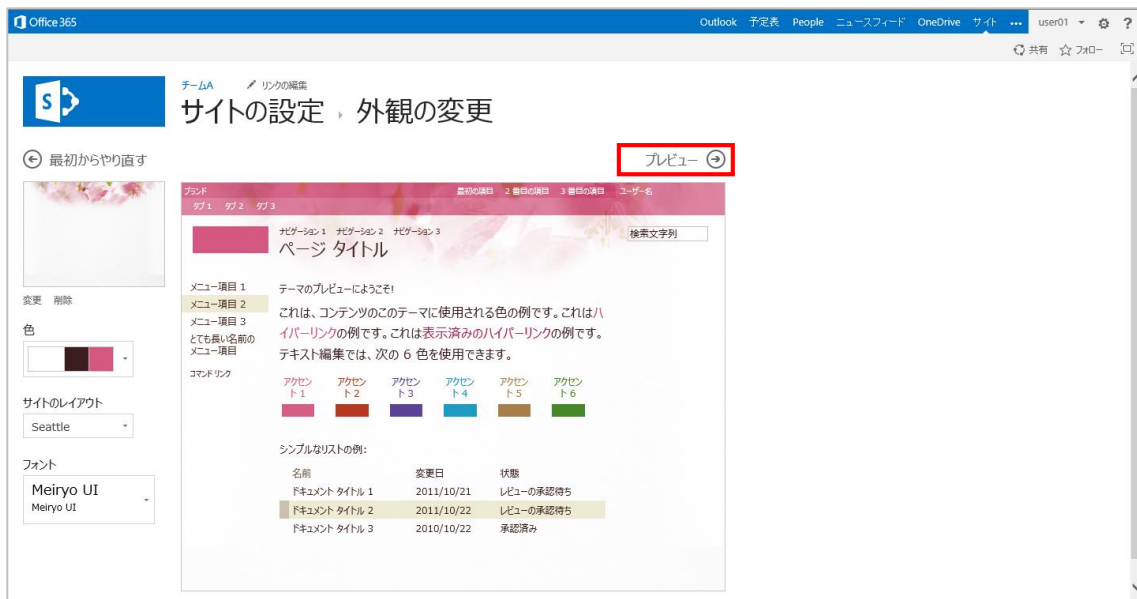 Office 365
Outlook 予定表 People ニュースフィード OneDrive サイト ••• user01 ?
共有 フォロー
S
チームA リンクの編集
サイトの設定 › 外観の変更
最初からやり直す
プレビュー
変更 削除
色
サイトのレイアウト
Seattle
フォント
Meiryo UI
Meiryo UI
ブランド 最初の項目 2 番目の項目 3 番目の項目 ユーザー名
タブ 1 タブ 2 タブ 3
ナビゲーション 1 ナビゲーション 2 ナビゲーション 3
ページ タイトル
検索文字列
メニュー項目 1
メニュー項目 2
メニュー項目 3
とても長い名前の
メニュー項目
コマンド リンク
テーマのプレビューにようこそ!
これは、コンテンツのこのテーマに使用される色の例です。これはハ
イパーリンクの例です。これは表示済みのハイパーリンクの例です。
テキスト編集では、次の 6 色を使用できます。
アクセン アクセン アクセン アクセン アクセン アクセン
ト 1 ト 2 ト 3 ト 4 ト 5 ト 6
シンプルなリストの例:
名前 変更日 状態
ドキュメント タイトル 1 2011/10/21 レビューの承認待ち
ドキュメント タイトル 2 2011/10/22 レビューの承認待ち
ドキュメント タイトル 3 2010/10/22 承認済み